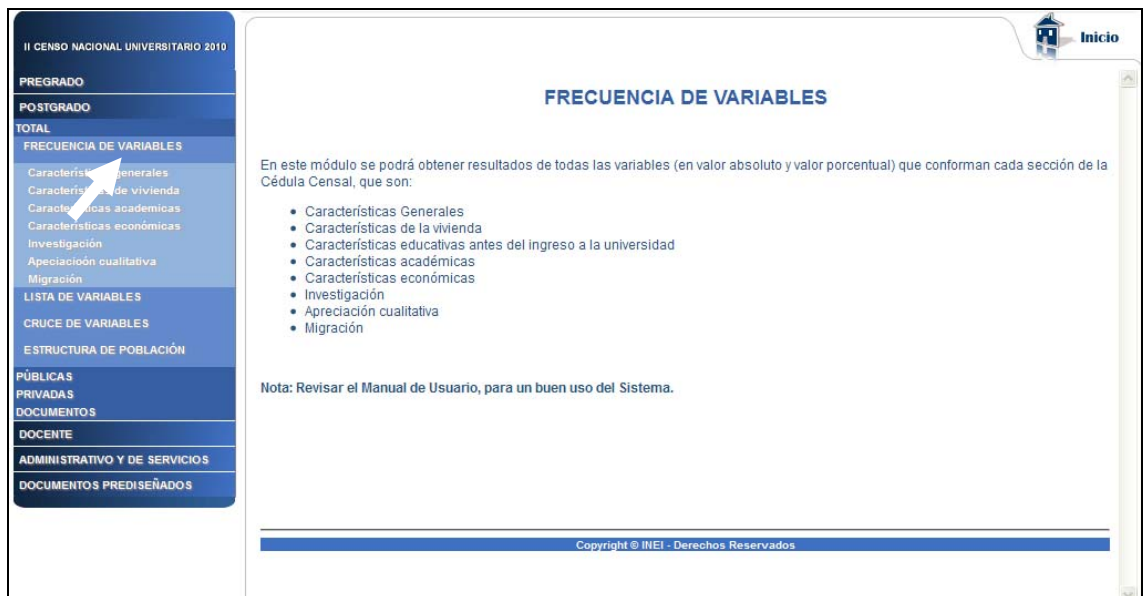 II CENSO NACIONAL UNIVERSITARIO 2010
Inicio
PREGRADO
POSTGRADO
TOTAL
FRECUENCIA DE VARIABLES
generales
de vivienda
academicas
Características económicas
Investigación
Apeciacioón cualitativa
Migración
LISTA DE VARIABLES
CRUCE DE VARIABLES
ESTRUCTURA DE POBLACIÓN
PÚBLICAS
PRIVADAS
DOCUMENTOS
DOCENTE
ADMINISTRATIVO Y DE SERVICIOS
DOCUMENTOS PREDISEÑADOS
FRECUENCIA DE VARIABLES
En este módulo se podrá obtener resultados de todas las variables (en valor absoluto y valor porcentual) que conforman cada sección de la
Cédula Censal, que son:
• Características Generales
• Características de la vivienda
• Características educativas antes del ingreso a la universidad
• Características académicas
• Características económicas
• Investigación
• Apreciación cualitativa
• Migración
Nota: Revisar el Manual de Usuario, para un buen uso del Sistema.
Copyright © INEI - Derechos Reservados